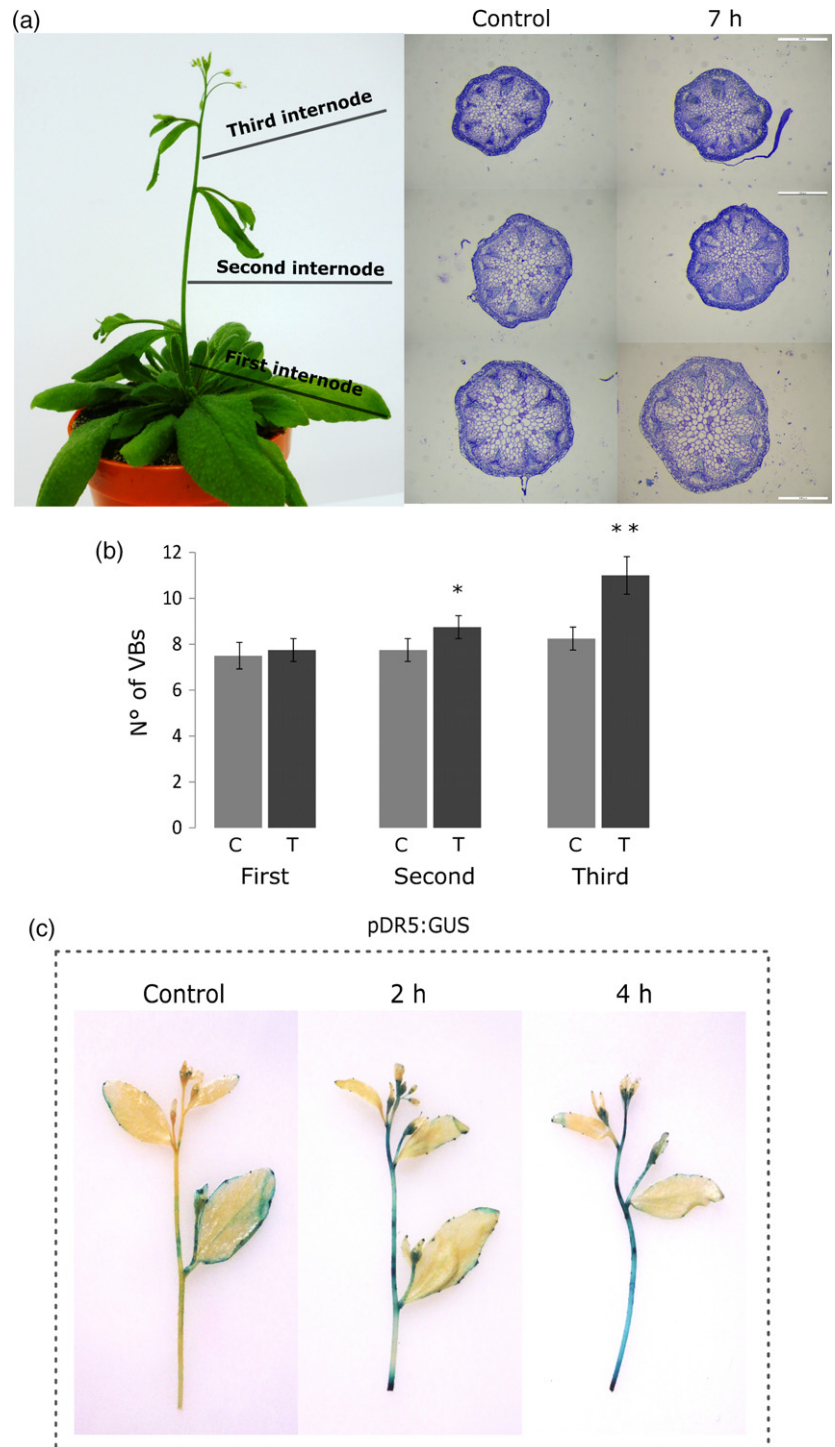 (a)
Control
7 h
Third internode
Second internode
First internode
(b)
N° of VBs
12
10
8
6
4
2
0
*
* *
C T C T C T
First Second Third
(c)
pDR5:GUS
Control 2 h 4 h